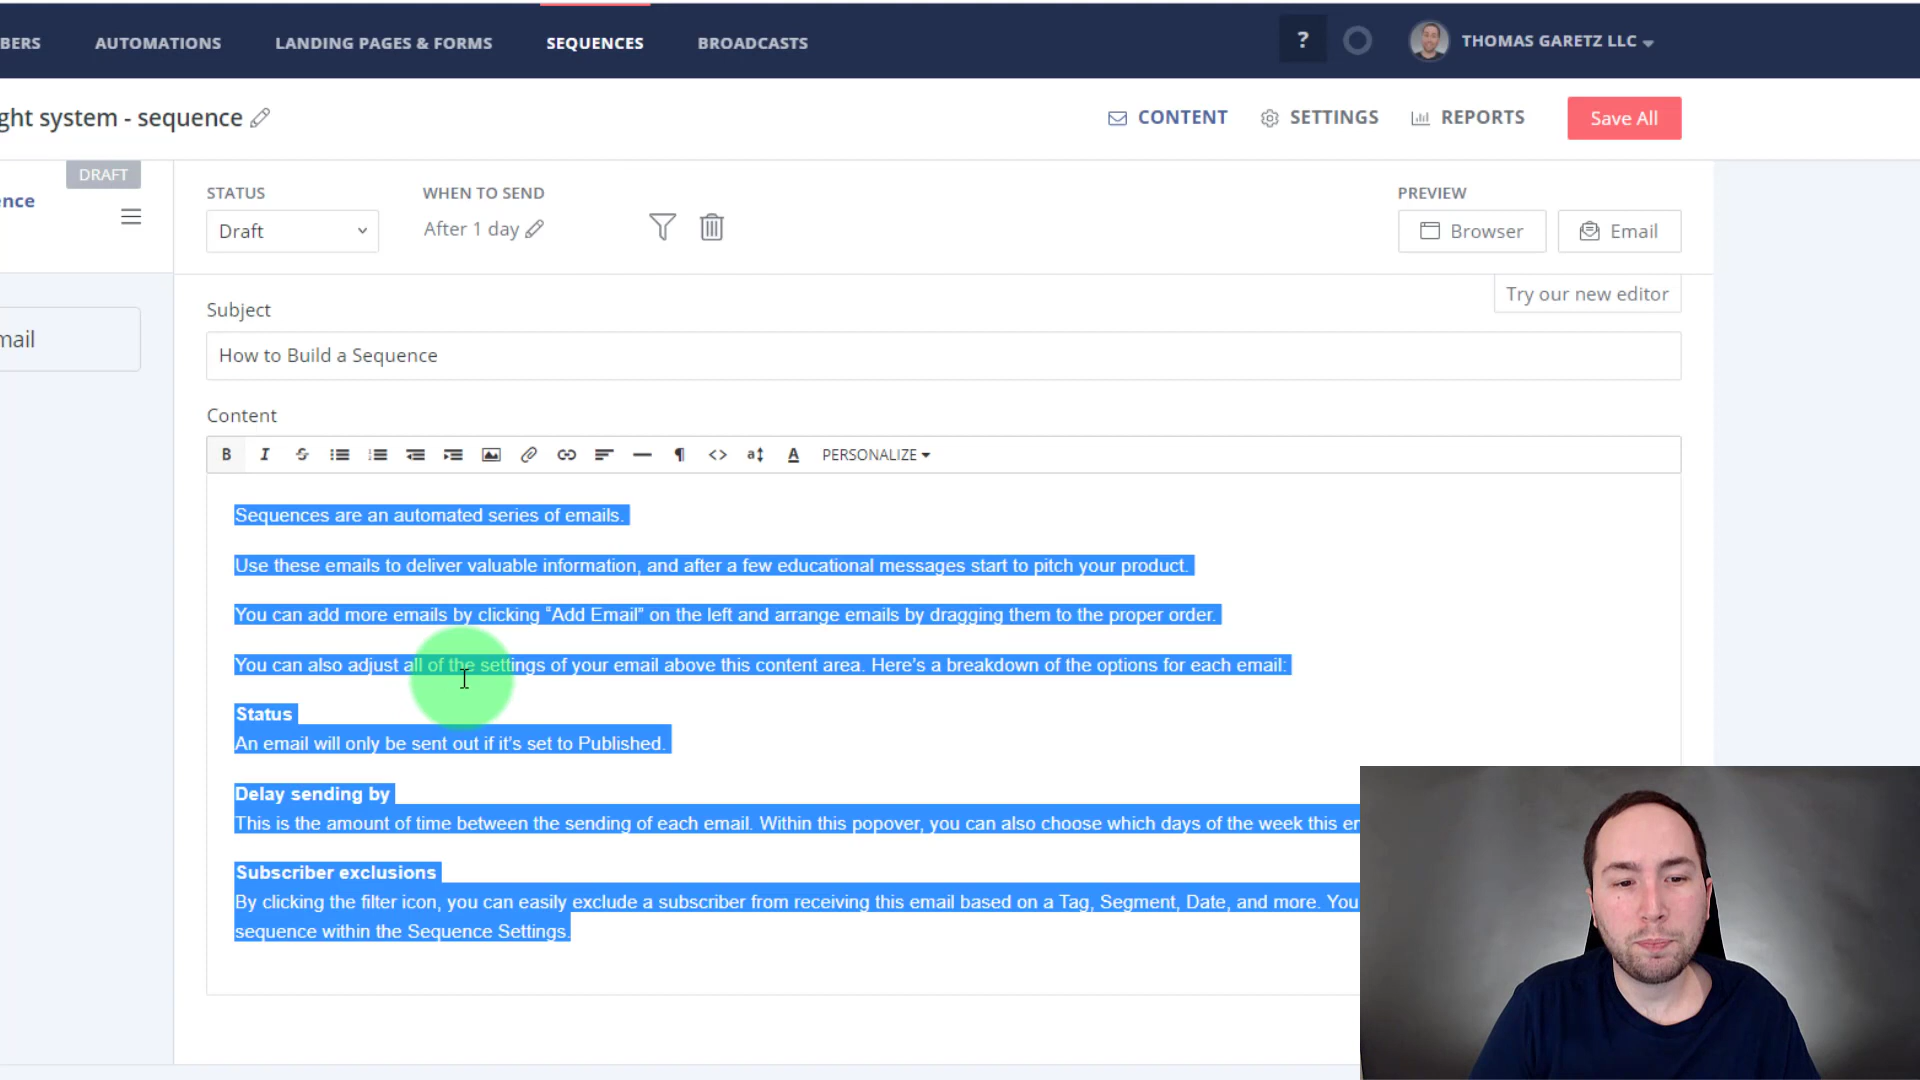 BERS AUTOMATIONS LANDING PAGES & FORMS SEQUENCES BROADCASTS ? THOMAS GARETZ LLC
ght system - sequence CONTENT SETTINGS REPORTS Save All
DRAFT
ence
mail
STATUS WHEN TO SEND PREVIEW
Draft After 1 day Browser Email
Try our new editor
Subject
How to Build a Sequence
Content
B I S a A PERSONALIZE
Sequences are an automated series of emails.
Use these emails to deliver valuable information, and after a few educational messages start to pitch your product.
You can add more emails by clicking “Add Email” on the left and arrange emails by dragging them to the proper order.
You can also adjust all of the settings of your email above this content area. Here’s a breakdown of the options for each email:
Status
An email will only be sent out if it’s set to Published.
Delay sending by
This is the amount of time between the sending of each email. Within this popover, you can also choose which days of the week this em
Subscriber exclusions
By clicking the filter icon, you can easily exclude a subscriber from receiving this email based on a Tag, Segment, Date, and more. You
sequence within the Sequence Settings.